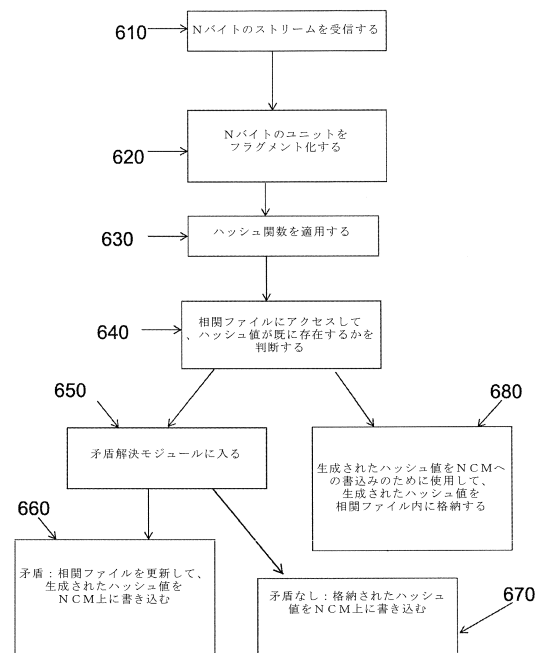 610
Nバイトのストリームを受信する
Nバイトのユニットを
フラグメント化する
620
ハッシュ関数を適用する
630
相関ファイルにアクセスして
、ハッシュ値が既に存在するかを
判断する
640
650
680
矛盾解決モジュールに入る
生成されたハッシュ値をNCMへ
の書込みのために使用して、
生成されたハッシュ値を
相関ファイル内に格納する
660
矛盾：相関ファイルを更新して、
生成されたハッシュ値を
NCM上に書き込む
矛盾なし：格納されたハッシュ
値をNCM上に書き込む
670